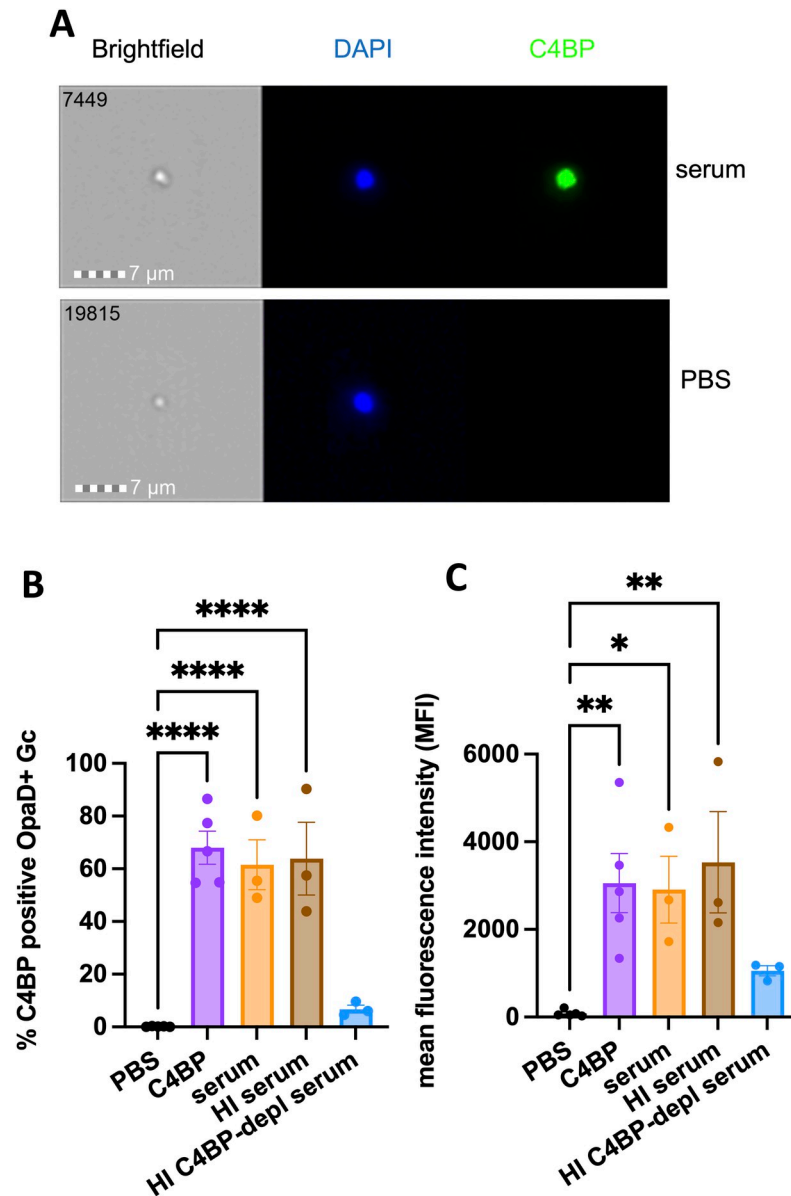 A
Brightfield DAPI C4BP
7449
serum
7 µm
19815
PBS
7 µm
B
****
****
****
% C4BP positive OpaD+ Gc
100
80
60
40
20
0
PBS
C4BP
serum
HI serum
HI C4BP-depl serum
C
**
*
**
mean fluorescence intensity (MFI)
6000
4000
2000
0
PBS
C4BP
serum
HI serum
HI C4BP-depl serum